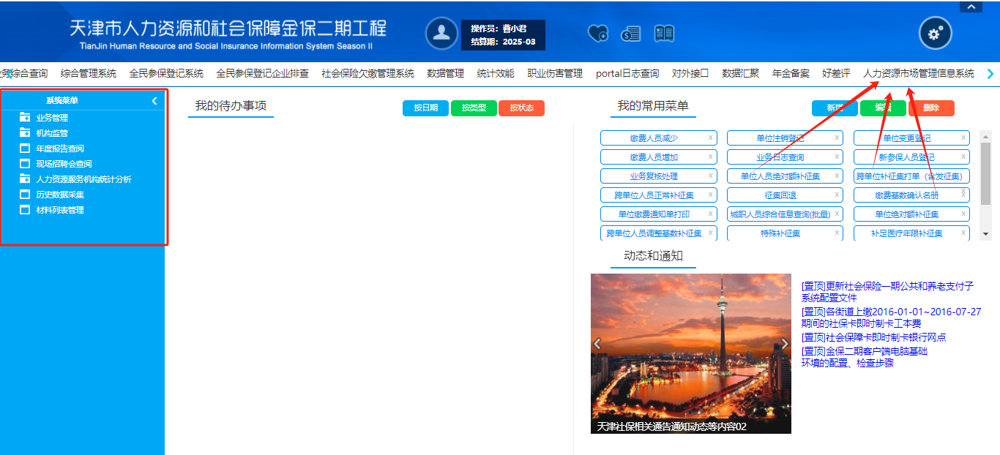 天津市人力资源和社会保障金保二期工程
TianJin Human Resource and Social Insurance Information System Season II
操作员：曹小君
结算期：2025-03
综合查询 综合管理系统 全民参保登记系统 全民参保登记企业排查 社会保险欠缴管理系统 数据管理 统计效能 职业伤害管理 portal日志查询 对外接口 数据汇聚 年金备案 好差评 人力资源市场管理信息系统
系统菜单
业务管理
机构监管
年度报告查阅
现场招聘会查阅
人力资源服务机构统计分析
历史数据采集
材料列表管理
我的待办事项
按日期 按类型 按状态
我的常用菜单
新增 编辑 删除
缴费人员减少 x 单位注销登记 x 单位变更登记 x
缴费人员增加 x 业务日志查询 x 新参保人员登记 x
业务复核处理 x 单位人员绝对额补征集 x 跨单位补征集打单（含发征集）
跨单位人员正常补征集 x 征集回退 x 缴费基数确认名册 x
单位缴费通知单打印 x 城职人员综合信息查询(批量) x 单位绝对额补征集 x
跨单位人员调整基数补征集 x 特殊补征集 x 补足医疗年限补征集 x
动态和通知
天津社保相关通告通知动态等内容02
[置顶]更新社会保险一期公共和养老支付子
系统配置文件
[置顶]各街道上缴2016-01-01~2016-07-27
期间的社保卡即时制卡工本费
[置顶]社会保障卡即时制卡银行网点
[置顶]金保二期客户端电脑基础
环境的配置、检查步骤